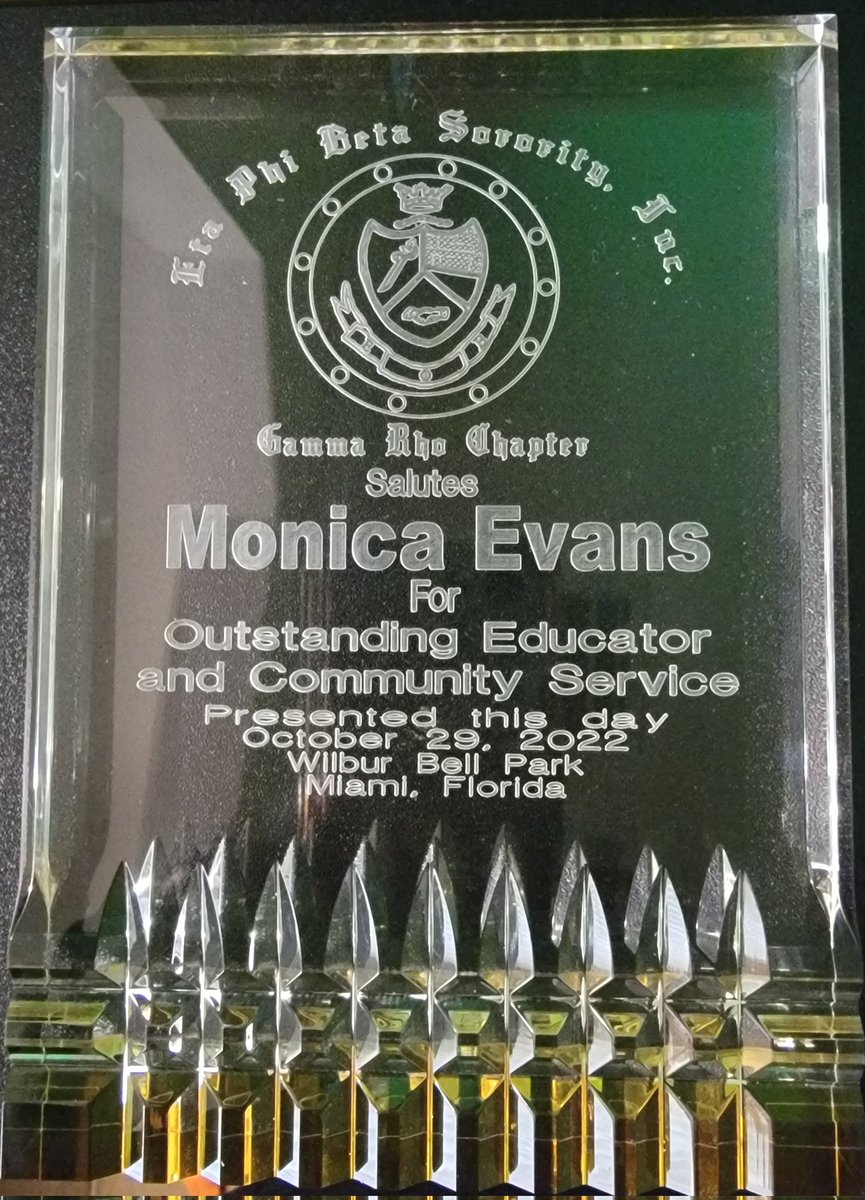 Eta Phi Beta Sorority, Inc.
Gamma Rho Chapter
Salutes
Monica Evans
For
Outstanding Educator
and Community Service
Presented this day
October 29, 2022
Wilbur Bell Park
Miami, Florida